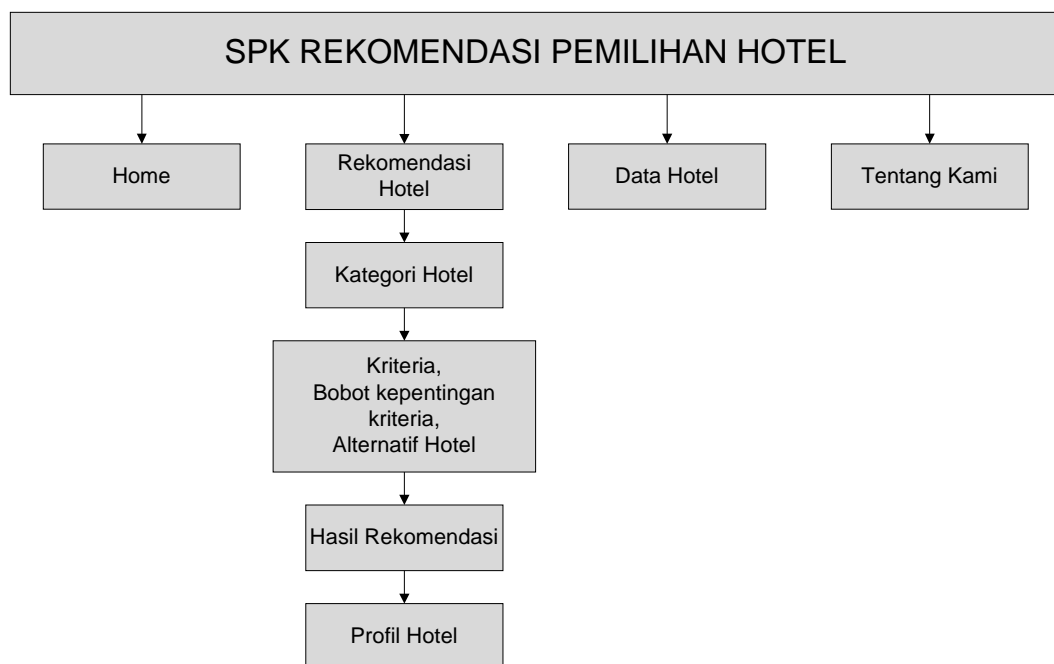 SPK REKOMENDASI PEMILIHAN HOTEL
Home
Rekomendasi
Hotel
Data Hotel
Tentang Kami
Kategori Hotel
Kriteria,
Bobot kepentingan
kriteria,
Alternatif Hotel
Hasil Rekomendasi
Profil Hotel